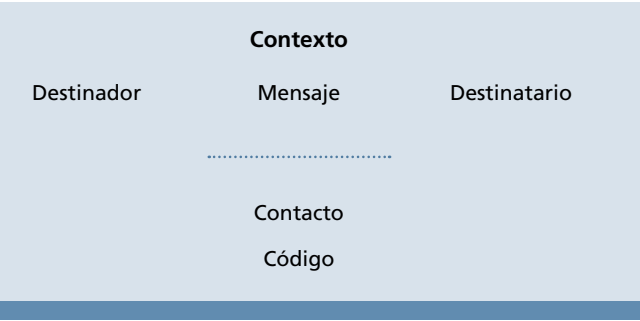 Contexto
Destinador Mensaje Destinatario
Contacto
Código